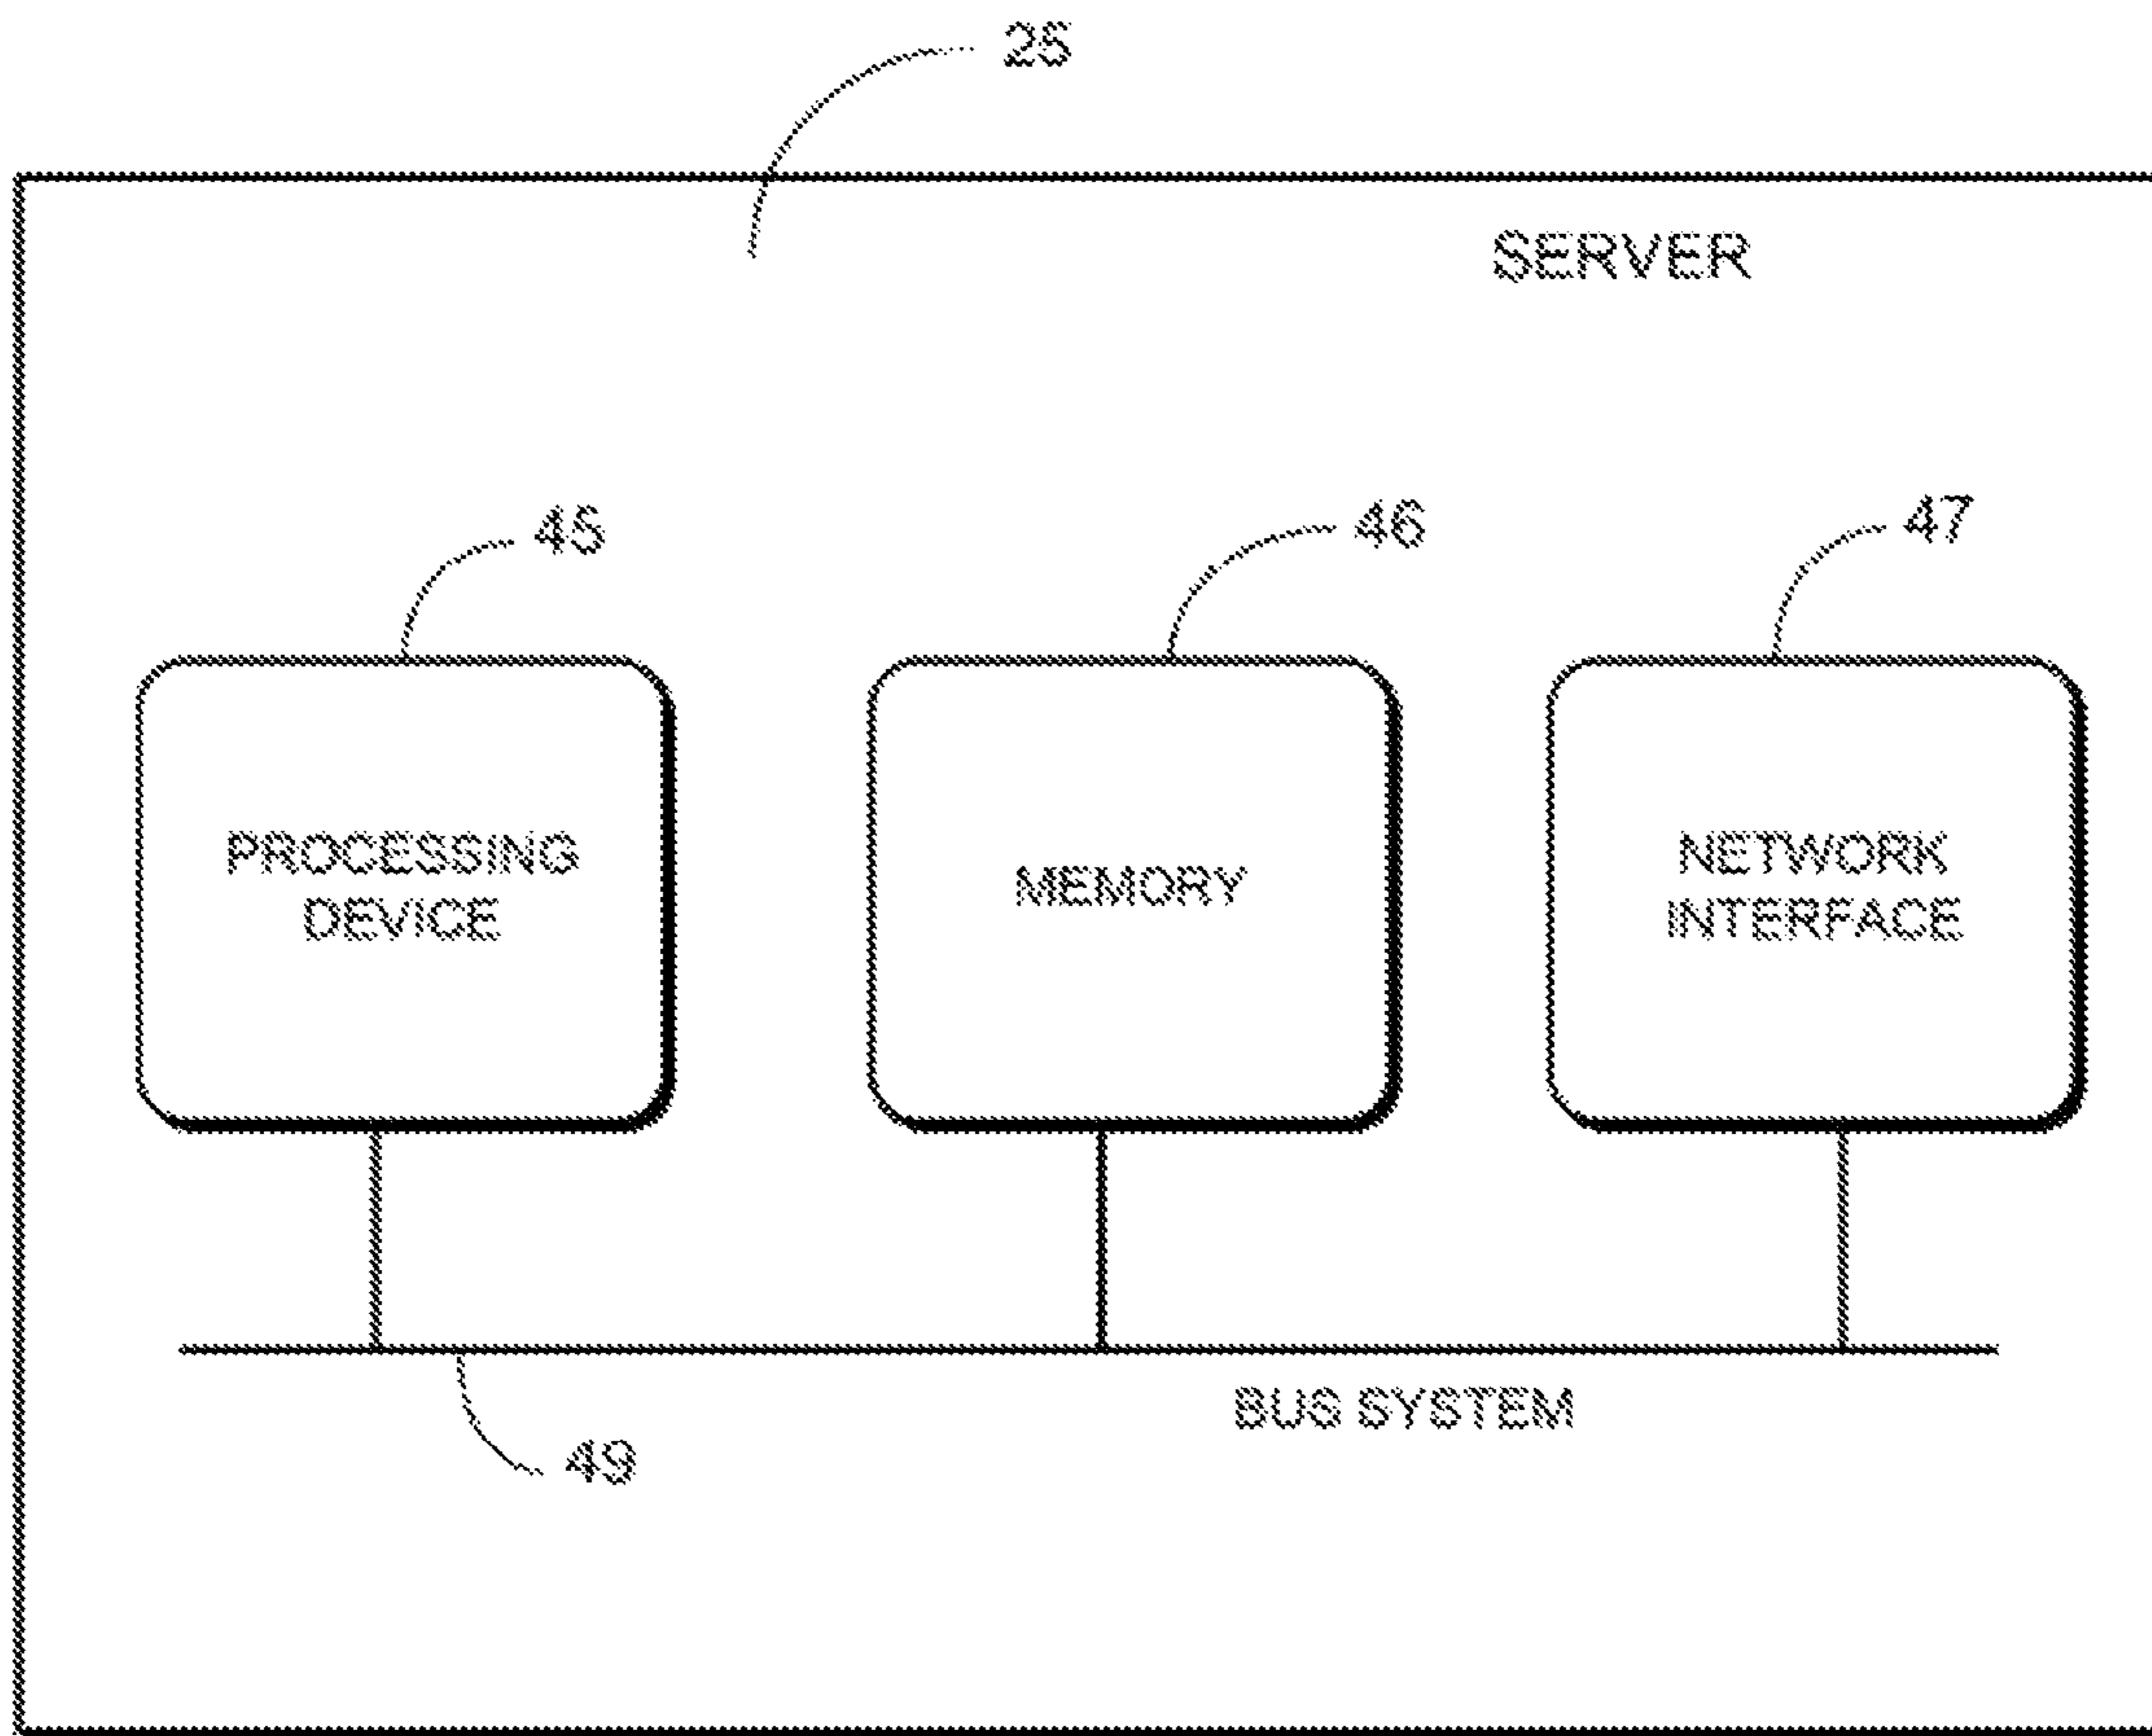 25
SERVER
45
46
47
PROCESSING
DEVICE
MEMORY
NETWORK
INTERFACE
BUS SYSTEM
49